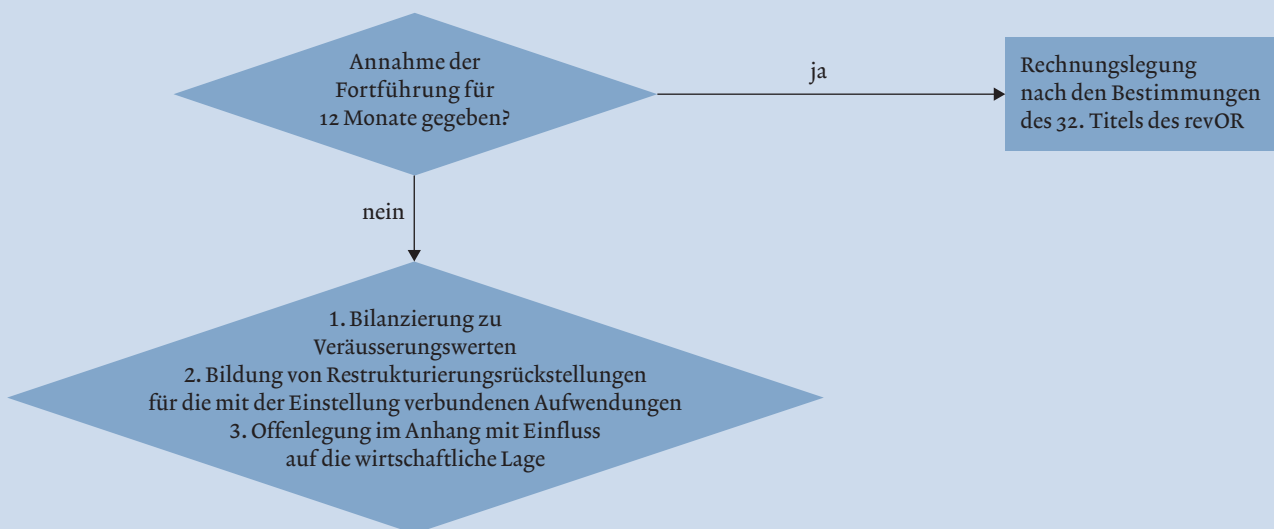 Annahme der
Fortführung für
12 Monate gegeben?
ja
Rechnungslegung
nach den Bestimmungen
des 32. Titels des revOR
nein
1. Bilanzierung zu
Veräusserungswerten
2. Bildung von Restrukturierungsrückstellungen
für die mit der Einstellung verbundenen Aufwendungen
3. Offenlegung im Anhang mit Einfluss
auf die wirtschaftliche Lage